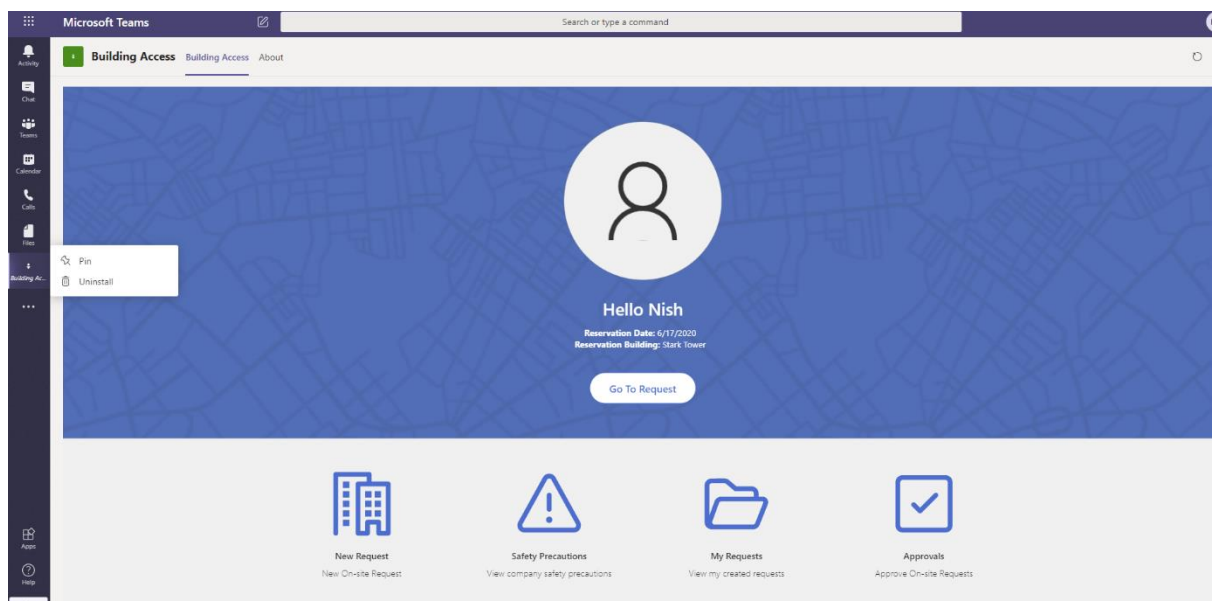 Microsoft Teams
Search or type a command
Activity
Chat
Teams
Calendar
Calls
Files
Building Ac...
Apps
Help
Building Access Building Access About
Pin
Uninstall
Hello Nish
Reservation Date: 6/17/2020
Reservation Building: Stark Tower
Go To Request
New Request
New On-site Request
Safety Precautions
View company safety precautions
My Requests
View my created requests
Approvals
Approve On-site Requests